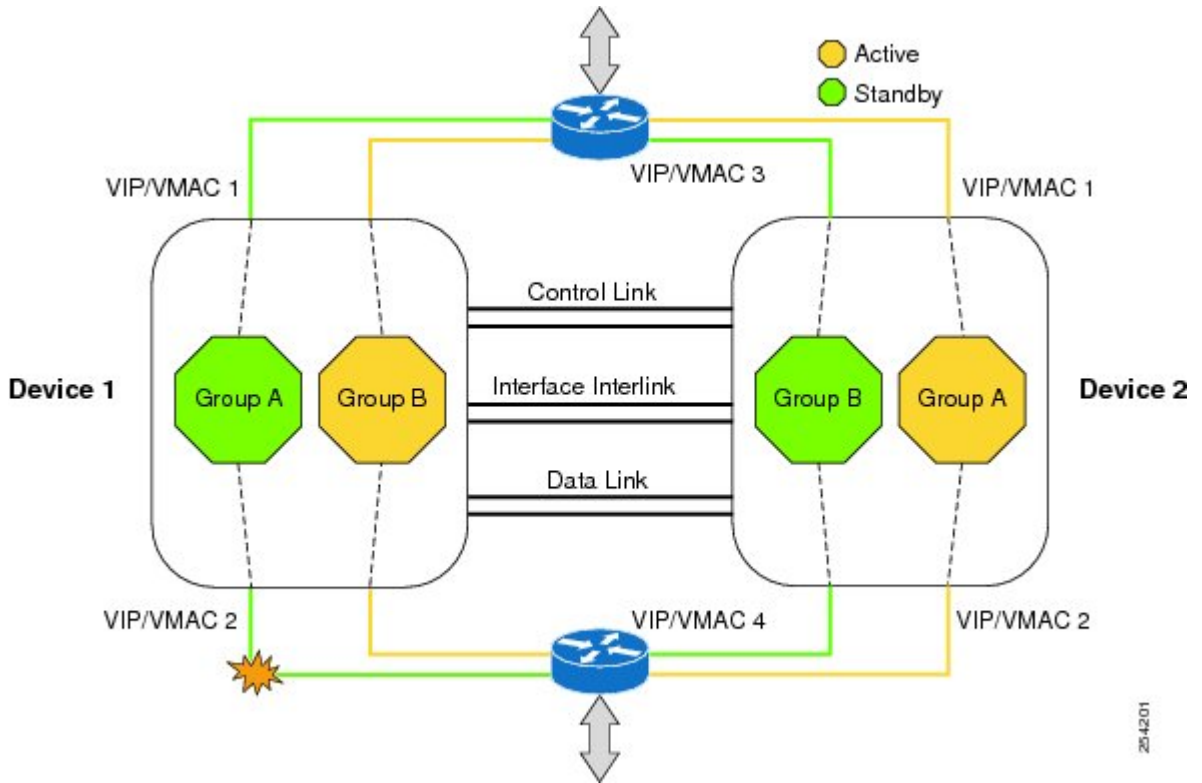 Active
Standby
VIP/VMAC 1
VIP/VMAC 3
VIP/VMAC 1
Control Link
Device 1
Group A
Group B
Interface Interlink
Group B
Group A
Device 2
Data Link
VIP/VMAC 2
VIP/VMAC 4
VIP/VMAC 2
254201